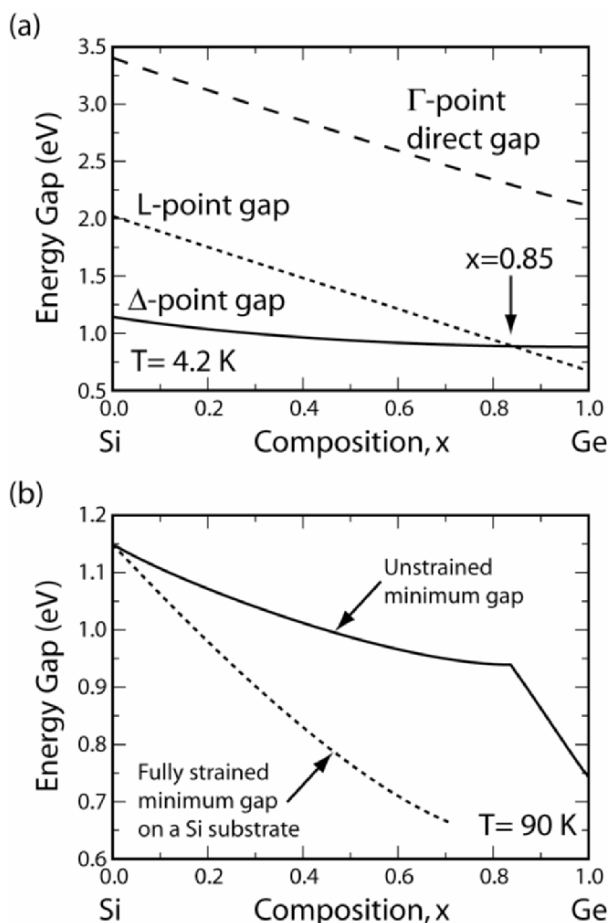 (a)
3.5
3.0
2.5
2.0
1.5
1.0
0.5
Energy Gap (eV)
Γ-point
direct gap
L-point gap
x=0.85
Δ-point gap
T= 4.2 K
0.0 0.2 0.4 0.6 0.8 1.0
Si Composition, x Ge
(b)
1.2
1.1
1.0
0.9
0.8
0.7
0.6
Energy Gap (eV)
Unstrained
minimum gap
Fully strained
minimum gap
on a Si substrate
T= 90 K
0.0 0.2 0.4 0.6 0.8 1.0
Si Composition, x Ge